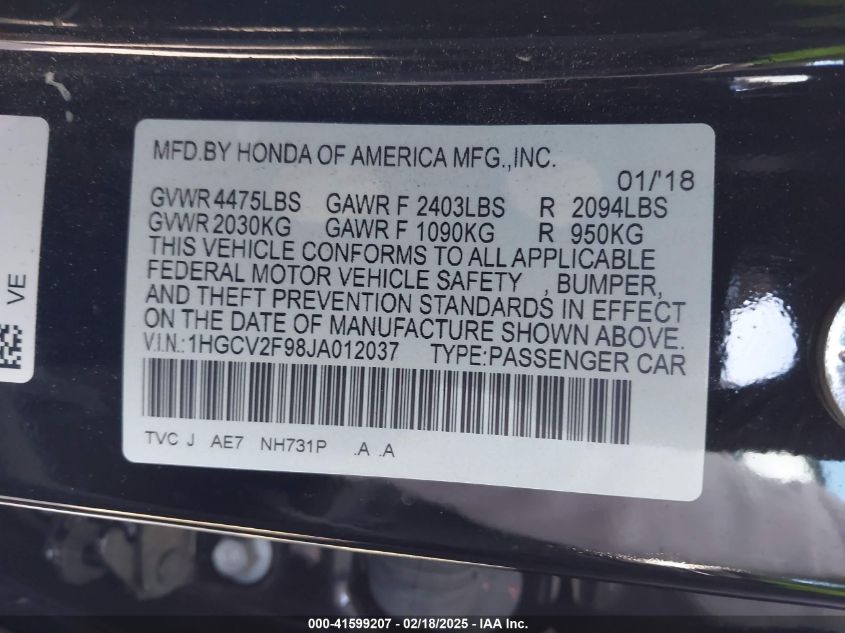 MFD.BY HONDA OF AMERICA MFG.,INC.
01/'18
GVWR 4475LBS GAWR F 2403LBS R 2094LBS
GVWR 2030KG GAWR F 1090KG R 950KG
THIS VEHICLE CONFORMS TO ALL APPLICABLE
FEDERAL MOTOR VEHICLE SAFETY , BUMPER,
AND THEFT PREVENTION STANDARDS IN EFFECT
ON THE DATE OF MANUFACTURE SHOWN ABOVE.
V.I.N.:1HGCV2F98JA012037 TYPE:PASSENGER CAR
TVC J AE7 NH731P .A .A
VE
000-41599207 - 02/18/2025 - IAA Inc.